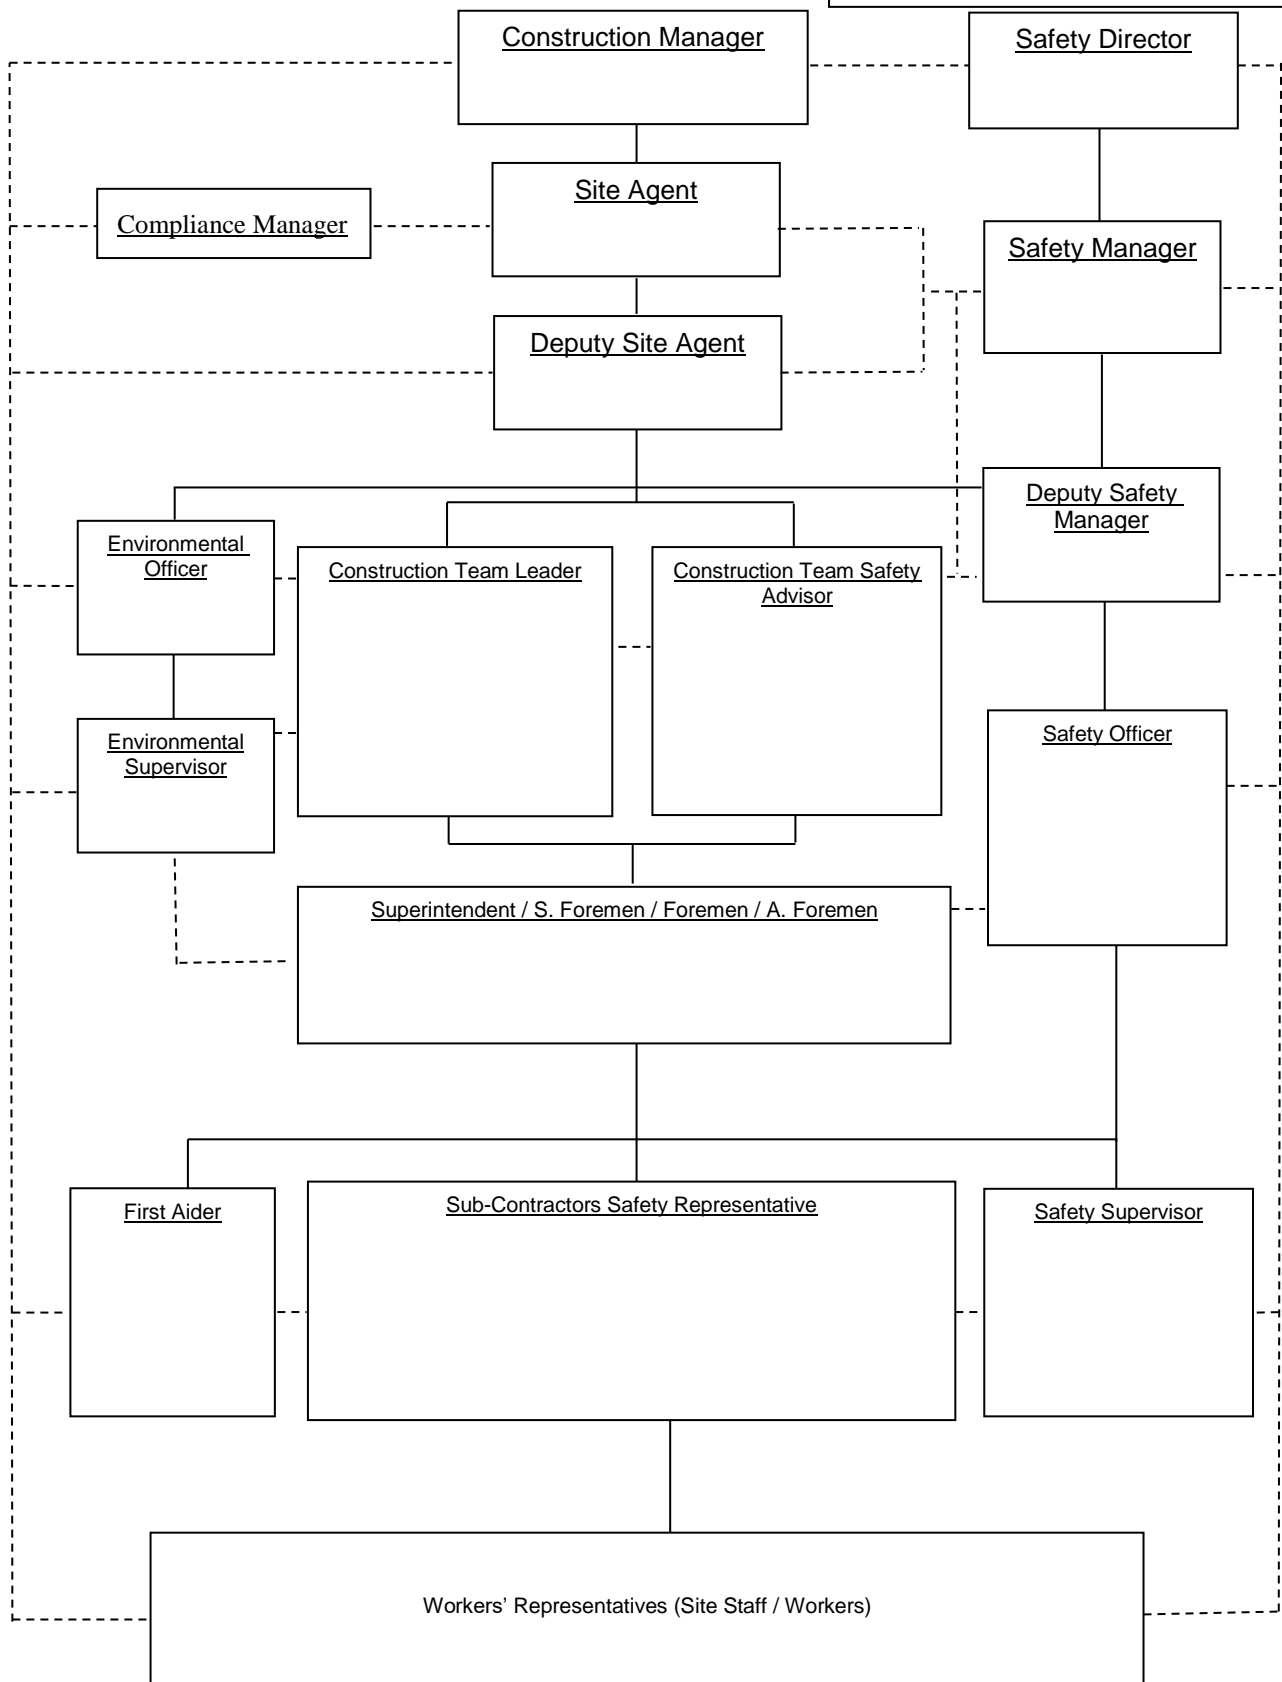 Construction Manager
Safety Director
Site Agent
Compliance Manager
Safety Manager
Deputy Site Agent
Deputy Safety
Manager
Environmental
Officer
Construction Team Leader
Construction Team Safety
Advisor
Environmental
Supervisor
Safety Officer
Superintendent / S. Foremen / Foremen / A. Foremen
First Aider
Sub-Contractors Safety Representative
Safety Supervisor
Workers’ Representatives (Site Staff / Workers)